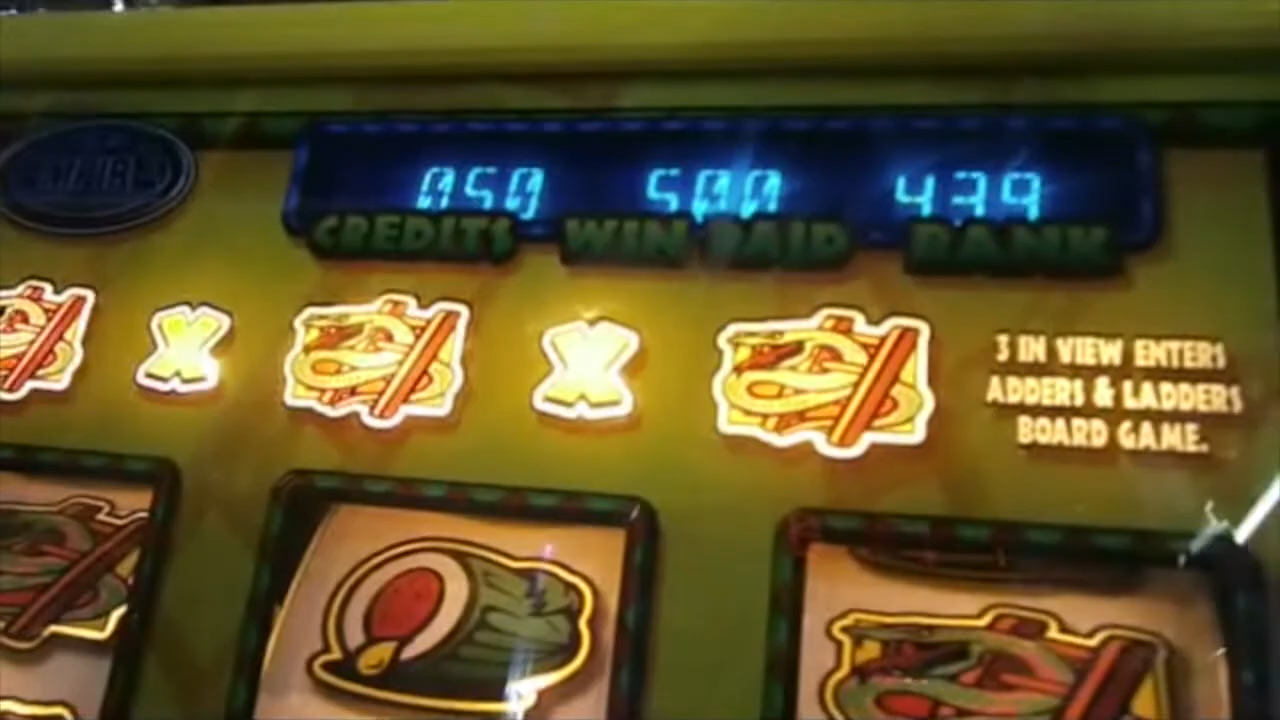 050 500 439
CREDITS WIN PAID BANK
X X
3 IN VIEW ENTERS
ADDERS & LADDERS
BOARD GAME.